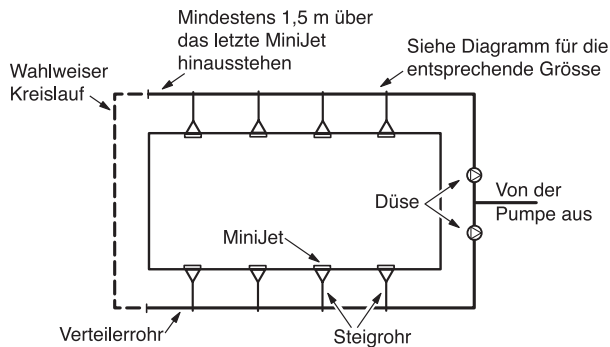 Mindestens 1,5 m über
das letzte MiniJet
hinausstehen
Siehe Diagramm für die
entsprechende Grösse
Wahlweiser
Kreislauf
Düse
Von der
Pumpe aus
MiniJet
Verteilerrohr
Steigrohr